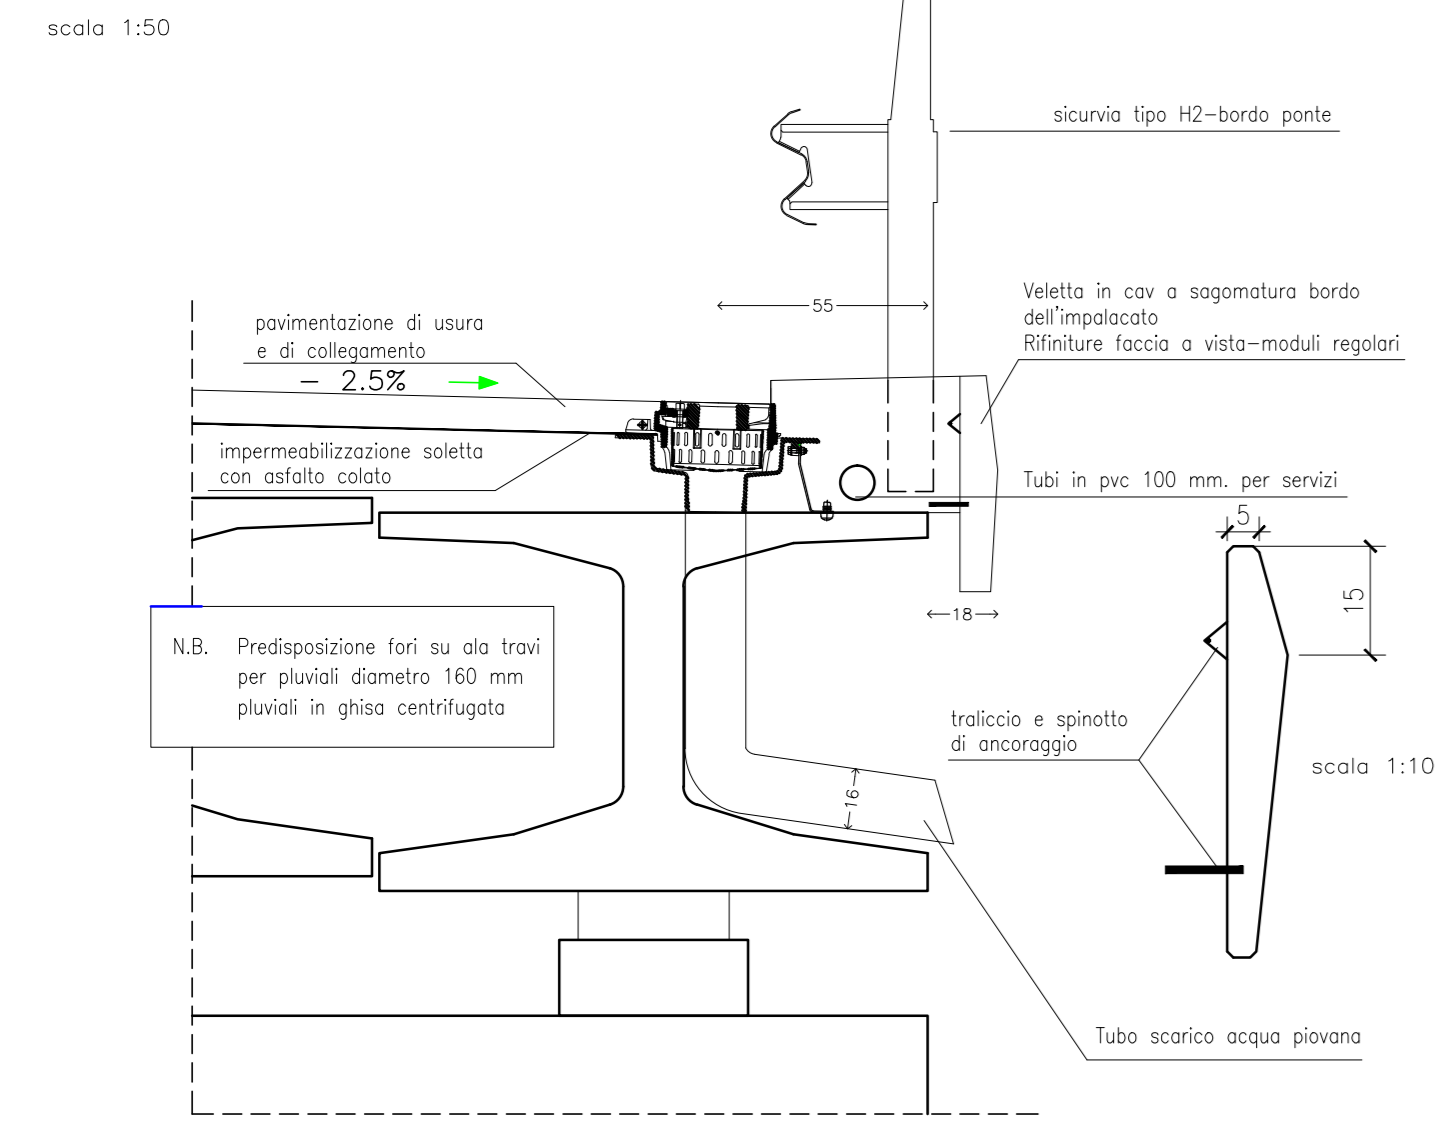 scala 1:50
sicurvia tipo H2-bordo ponte
Veletta in cav a sagomatura bordo
dell'impalacato
Rifiniture faccia a vista-moduli regolari
55
pavimentazione di usura
e di collegamento
- 2.5%
impermeabilizzazione soletta
con asfalto colato
Tubi in pvc 100 mm. per servizi
5
15
18
N.B. Predisposizione fori su ala travi
per pluviali diametro 160 mm
pluviali in ghisa centrifugata
traliccio e spinotto
di ancoraggio
scala 1:10
16
Tubo scarico acqua piovana